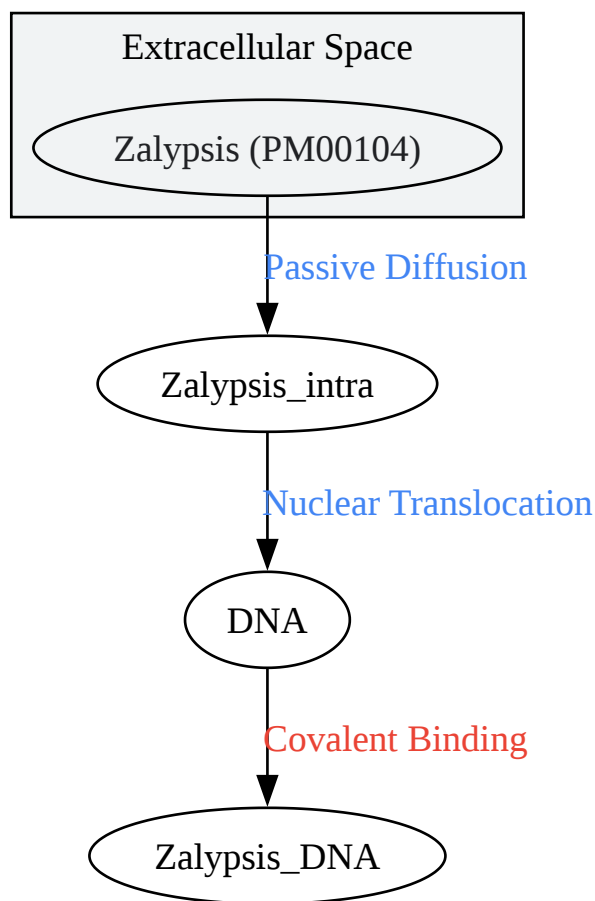 Extracellular Space
Zalypsis (PM00104)
Passive Diffusion
Zalypsis_intra
Nuclear Translocation
DNA
Covalent Binding
Zalypsis_DNA